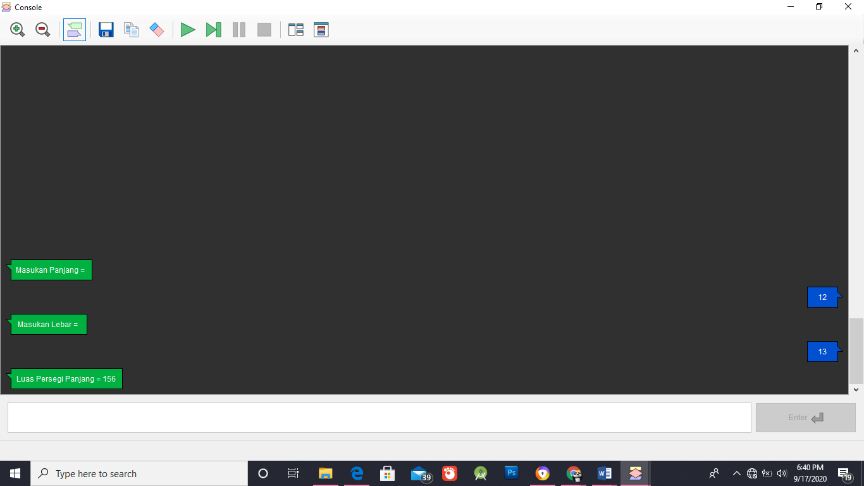 Console
Masukan Panjang =
12
Masukan Lebar =
13
Luas Persegi Panjang = 156
Enter
Type here to search
39
Ps
6:40 PM
9/17/2020
19